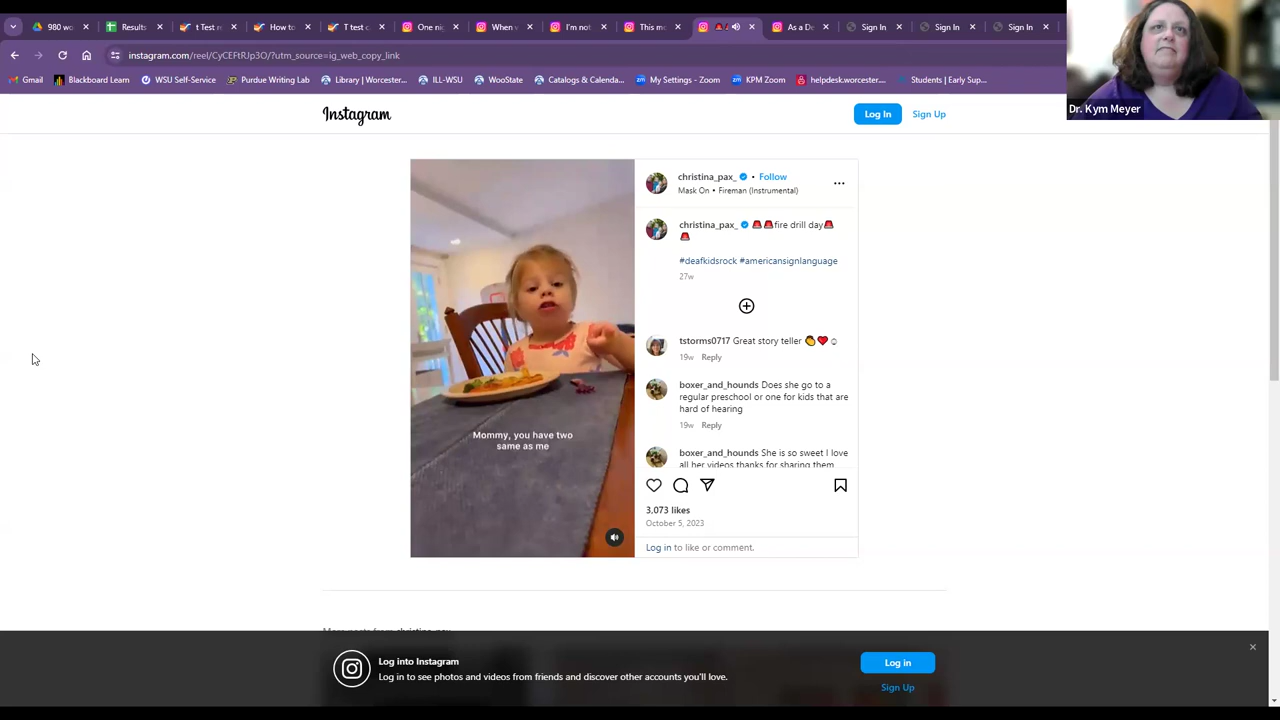 980 wo
Results
t Test r
How to
T test c
One nig
When v
I'm not
This mo
As a De
Sign In
Sign In
Sign In
instagram.com/reel/CyCEFtRJp3O/?utm_source=ig_web_copy_link
Gmail
Blackboard Learn
WSU Self-Service
Purdue Writing Lab
Library | Worcester...
ILL-WSU
WooState
Catalogs & Calenda...
My Settings - Zoom
KPM Zoom
helpdesk.worcester....
Students | Early Sup...
Dr. Kym Meyer
Instagram
Log In
Sign Up
christina_pax_ • Follow
Mask On • Fireman (Instrumental)
christina_pax_ 🚨🚨fire drill day🚨
🚨
#deafkidsrock #americansignlanguage
27w
tstorms0717 Great story teller 👏❤️☺
19w Reply
boxer_and_hounds Does she go to a
regular preschool or one for kids that are
hard of hearing
19w Reply
boxer_and_hounds She is so sweet I love
all her videos thanks for sharing them
Mommy, you have two
same as me
3,073 likes
October 5, 2023
Log in to like or comment.
More posts from christina_pax_
Log into Instagram
Log in to see photos and videos from friends and discover other accounts you'll love.
Log in
Sign Up